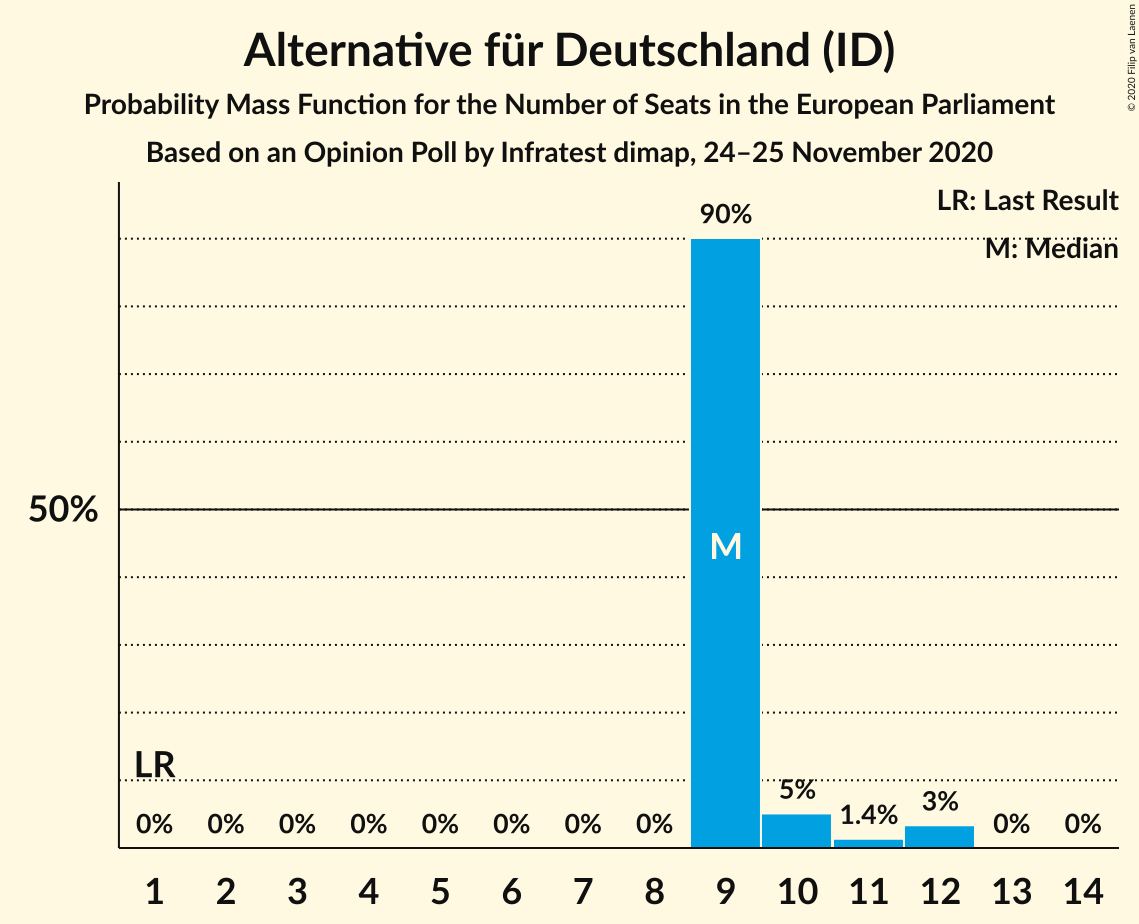 Alternative für Deutschland (ID)
Probability Mass Function for the Number of Seats in the European Parliament
Based on an Opinion Poll by Infratest dimap, 24–25 November 2020
© 2020 Filip van Laenen
LR: Last Result
M: Median
90%
50%
M
LR
0% 0% 0% 0% 0% 0% 0% 0% 5% 1.4% 3% 0% 0%
1 2 3 4 5 6 7 8 9 10 11 12 13 14